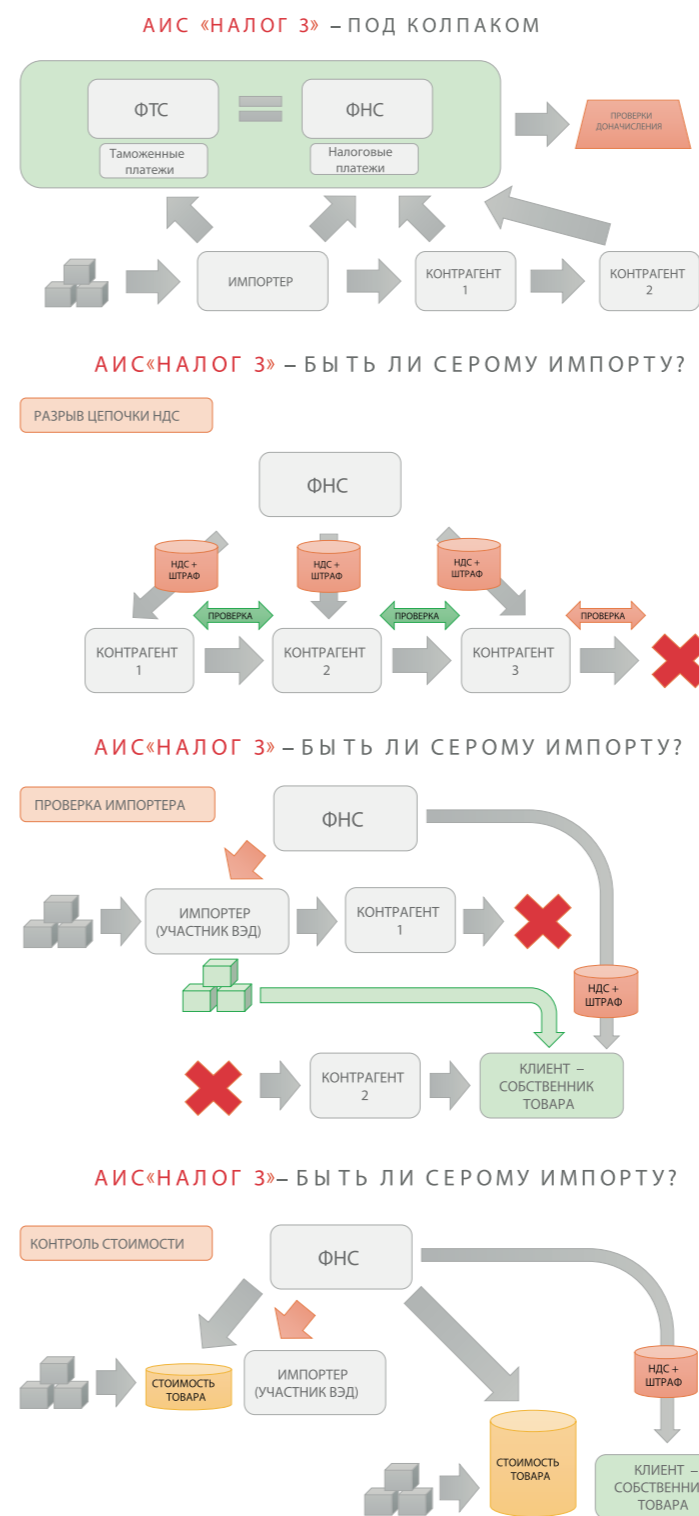 АИС «НАЛОГ 3» – ПОД КОЛПАКОМ
ФТС
ФНС
Таможенные
платежи
Налоговые
платежи
ПРОВЕРКИ
ДОНАЧИСЛЕНИЯ
ИМПОРТЕР
КОНТРАГЕНТ
1
КОНТРАГЕНТ
2
АИС«НАЛОГ 3» – БЫТЬ ЛИ СЕРОМУ ИМПОРТУ?
РАЗРЫВ ЦЕПОЧКИ НДС
ФНС
НДС +
ШТРАФ
НДС +
ШТРАФ
НДС +
ШТРАФ
ПРОВЕРКА
ПРОВЕРКА
ПРОВЕРКА
КОНТРАГЕНТ
1
КОНТРАГЕНТ
2
КОНТРАГЕНТ
3
АИС«НАЛОГ 3» – БЫТЬ ЛИ СЕРОМУ ИМПОРТУ?
ПРОВЕРКА ИМПОРТЕРА
ФНС
ИМПОРТЕР
(УЧАСТНИК ВЭД)
КОНТРАГЕНТ
1
НДС +
ШТРАФ
КОНТРАГЕНТ
2
КЛИЕНТ –
СОБСТВЕННИК
ТОВАРА
АИС«НАЛОГ 3»– БЫТЬ ЛИ СЕРОМУ ИМПОРТУ?
КОНТРОЛЬ СТОИМОСТИ
ФНС
СТОИМОСТЬ
ТОВАРА
ИМПОРТЕР
(УЧАСТНИК ВЭД)
НДС +
ШТРАФ
СТОИМОСТЬ
ТОВАРА
КЛИЕНТ –
СОБСТВЕННИ
ТОВАРА